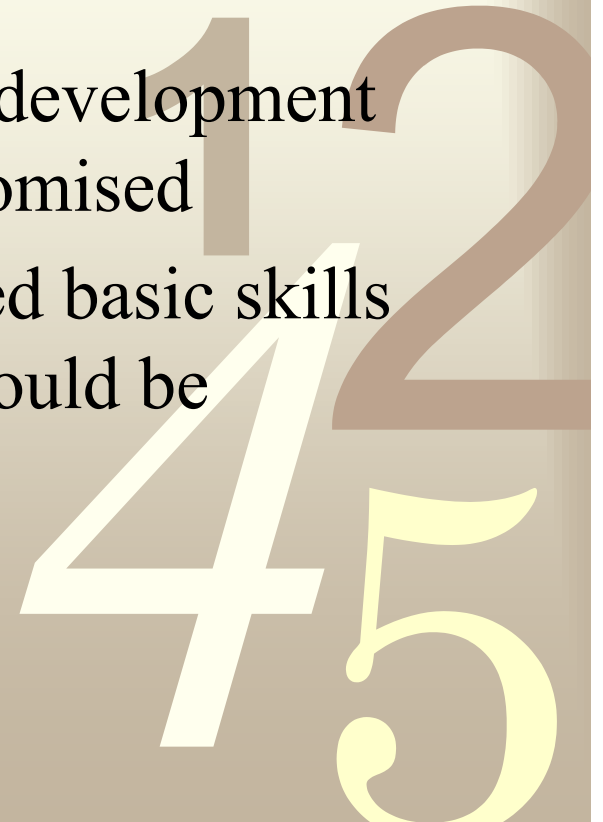 1 2
development
omised
ed basic skills
ould be
4
5